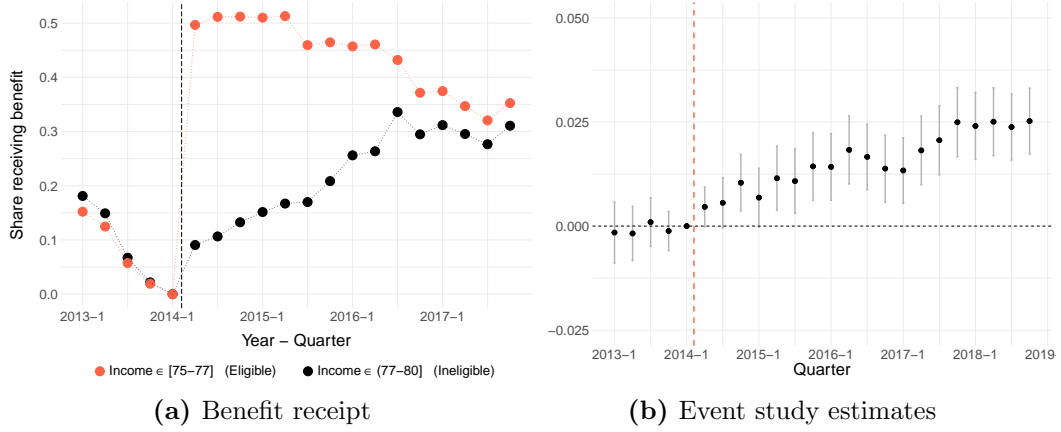 Share receiving benefit
0.5
0.4
0.3
0.2
0.1
0.0
2013−1 2014−1 2015−1 2016−1 2017−1
Year − Quarter
Income ∈ [75−77] (Eligible) Income ∈ (77−80] (Ineligible)
(a) Benefit receipt
0.050
0.025
0.000
−0.025
2013−1 2014−1 2015−1 2016−1 2017−1 2018−1 2019−
Quarter
(b) Event study estimates